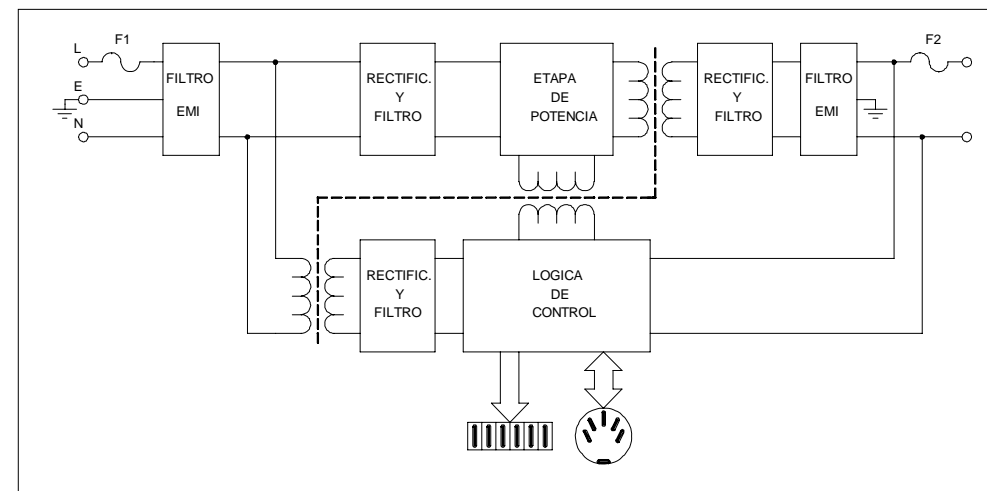 L
F1
E
N
FILTRO
EMI
RECTIFIC.
Y
FILTRO
ETAPA
DE
POTENCIA
RECTIFIC.
Y
FILTRO
FILTRO
EMI
F2
RECTIFIC.
Y
FILTRO
LOGICA
DE
CONTROL